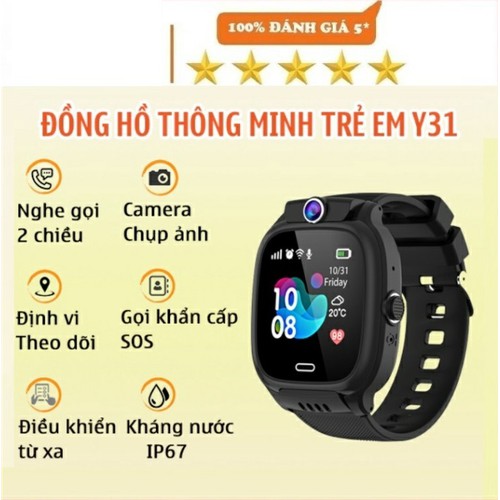 100% ĐÁNH GIÁ 5*
ĐỒNG HỒ THÔNG MINH TRẺ EM Y31
Nghe gọi
2 chiều
Camera
Chụp ảnh
Định vi
Theo dõi
Gọi khẩn cấp
SOS
Điều khiển
từ xa
Kháng nước
IP67
10/31
Friday
10
08
20°C
08